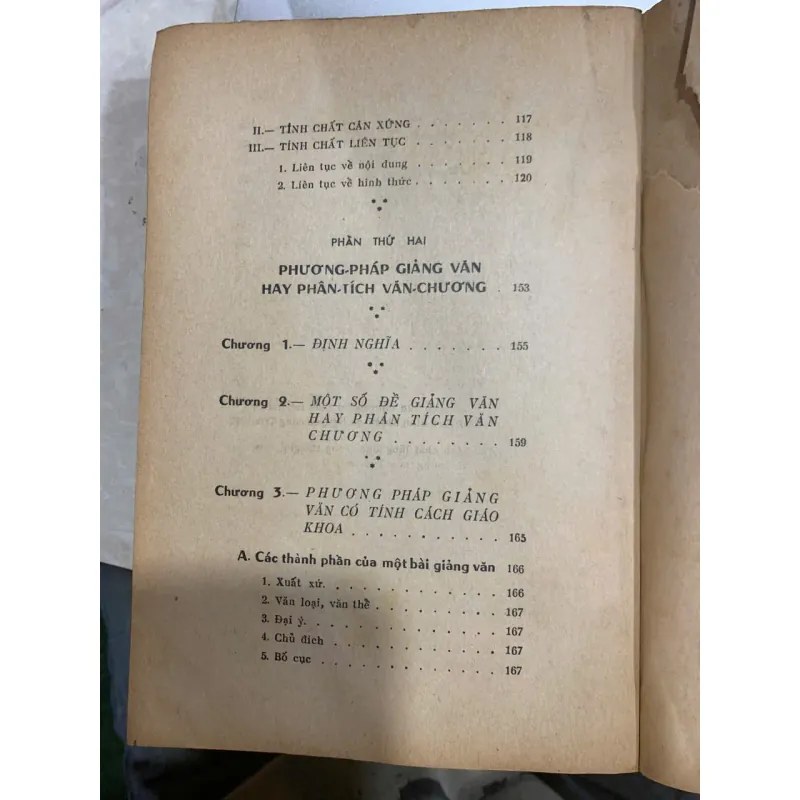 II.— TÍNH CHẤT CÂN XỨNG . . . . . . . 117
III.— TÍNH CHẤT LIÊN TỤC . . . . . . . 118
1. Liên tục về nội dung . . . . . . . 119
2. Liên tục về hình thức . . . . . . . 120
PHẦN THỨ HAI
PHƯƠNG-PHÁP GIẢNG VĂN
HAY PHÂN-TÍCH VĂN-CHƯƠNG . 153
Chương 1.— ĐỊNH NGHĨA . . . . . . . 155
Chương 2.— MỘT SỐ ĐỀ GIẢNG VĂN
HAY PHÂN TÍCH VĂN
CHƯƠNG . . . . . . . . 159
Chương 3.— PHƯƠNG PHÁP GIẢNG
VĂN CÓ TÍNH CÁCH GIÁO
KHOA . . . . . . . . . . . 165
A. Các thành phần của một bài giảng văn 166
1. Xuất xứ. . . . . . . . . . . . 166
2. Văn loại, văn thể . . . . . . . . . 167
3. Đại ý. . . . . . . . . . . . . 167
4. Chủ đích . . . . . . . . . . . 167
5. Bố cục . . . . . . . . . . . . 167